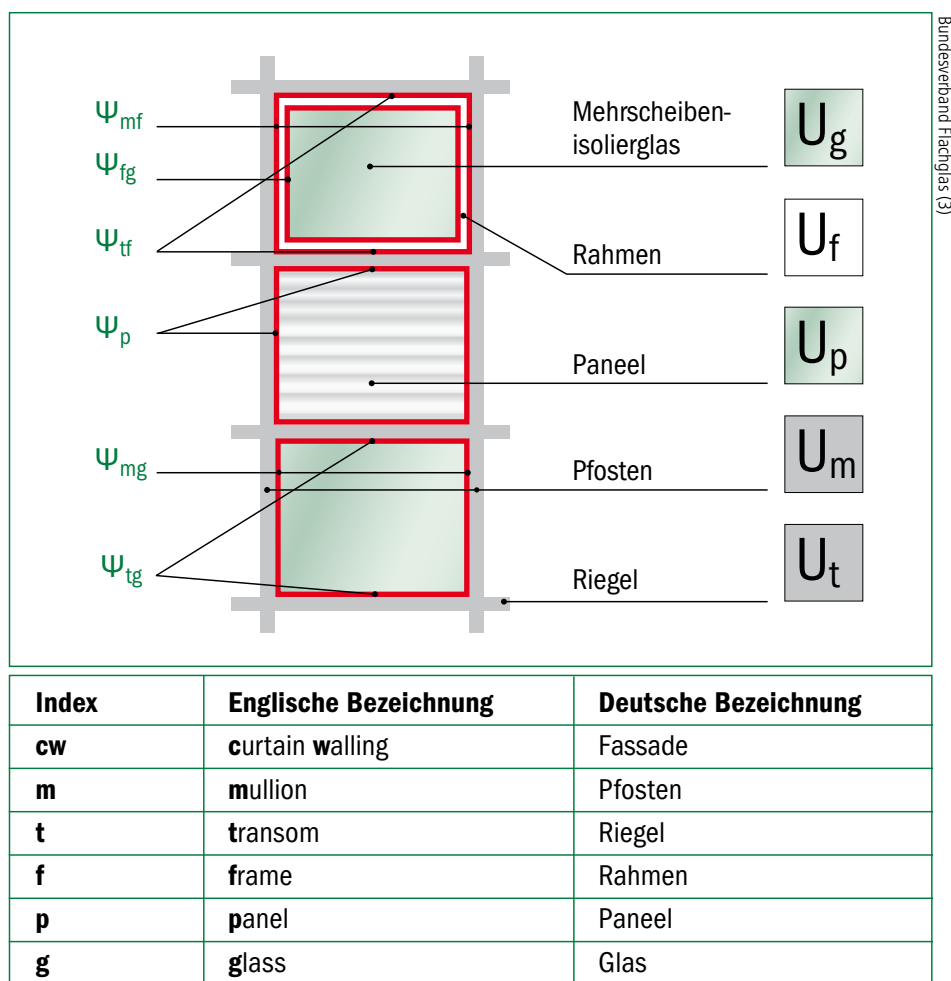 Bundesverband Flachglas (3)
Ψmf
Ψfg
Ψtf
Ψp
Ψmg
Ψtg
Mehrscheiben-
isolierglas
Rahmen
Paneel
Pfosten
Riegel
Ug
Uf
Up
Um
Ut
Index Englische Bezeichnung Deutsche Bezeichnung
cw curtain walling Fassade
m mullion Pfosten
t transom Riegel
f frame Rahmen
p panel Paneel
g glass Glas